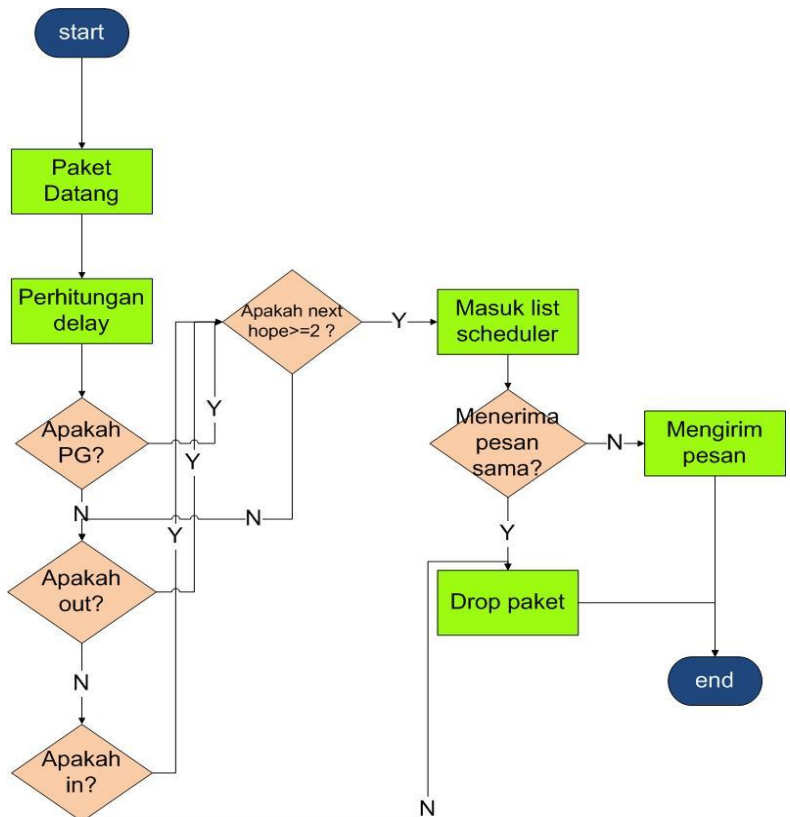 start
Paket
Datang
Perhitungan
delay
Apakah
PG?
Y
N
Apakah
out?
Y
N
Apakah
in?
Y
Apakah next
hope>=2 ?
Y
N
Masuk list
scheduler
Menerima
pesan
sama?
N
Y
Mengirim
pesan
Drop paket
N
end